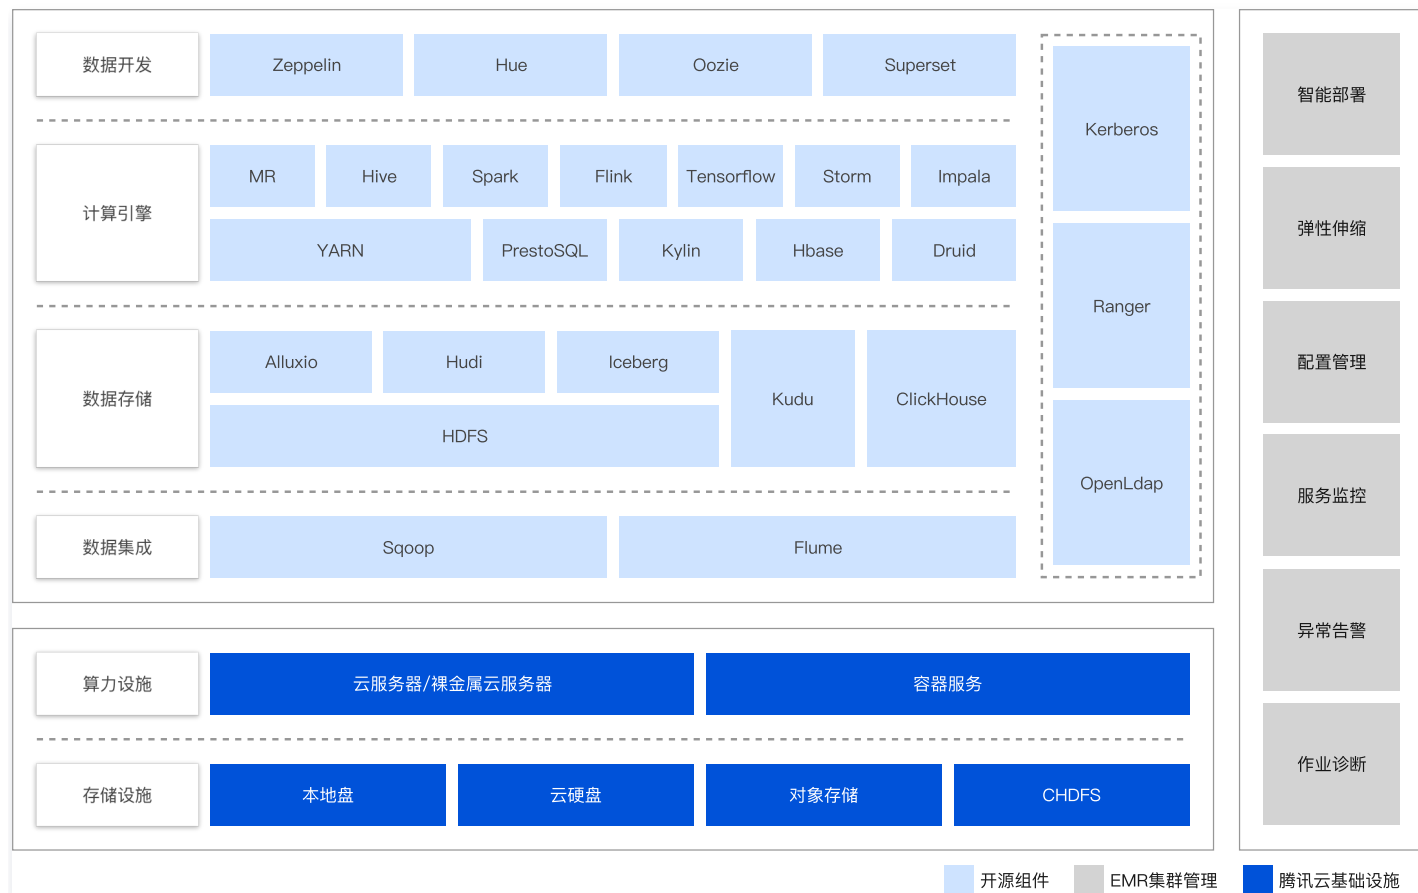 数据开发
Zeppelin
Hue
Oozie
Superset
计算引擎
MR
Hive
Spark
Flink
Tensorflow
Storm
Impala
YARN
PrestoSQL
Kylin
Hbase
Druid
数据存储
Alluxio
Hudi
Iceberg
Kudu
ClickHouse
HDFS
数据集成
Sqoop
Flume
Kerberos
Ranger
OpenLdap
算力设施
云服务器/裸金属云服务器
容器服务
存储设施
本地盘
云硬盘
对象存储
CHDFS
智能部署
弹性伸缩
配置管理
服务监控
异常告警
作业诊断
开源组件
EMR集群管理
腾讯云基础设施